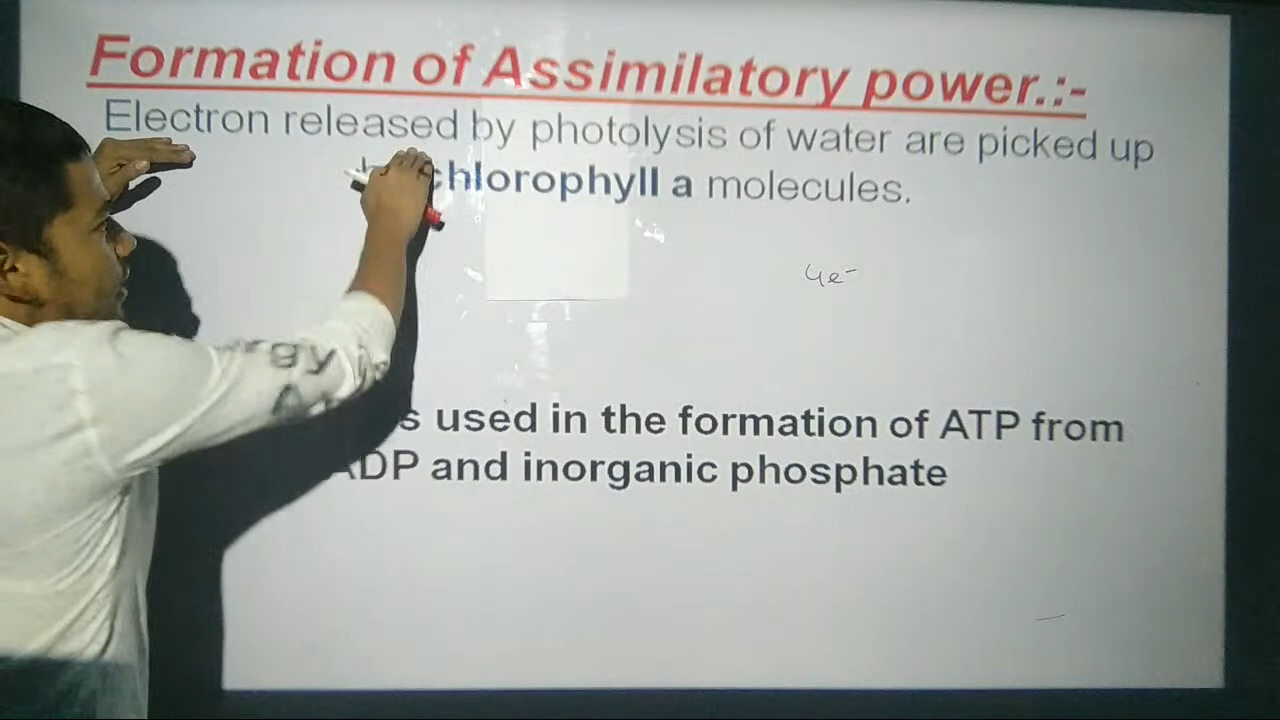 Formation of Assimilatory power.:-
Electron released by photolysis of water are picked up
chlorophyll a molecules.
4e-
used in the formation of ATP from
ADP and inorganic phosphate